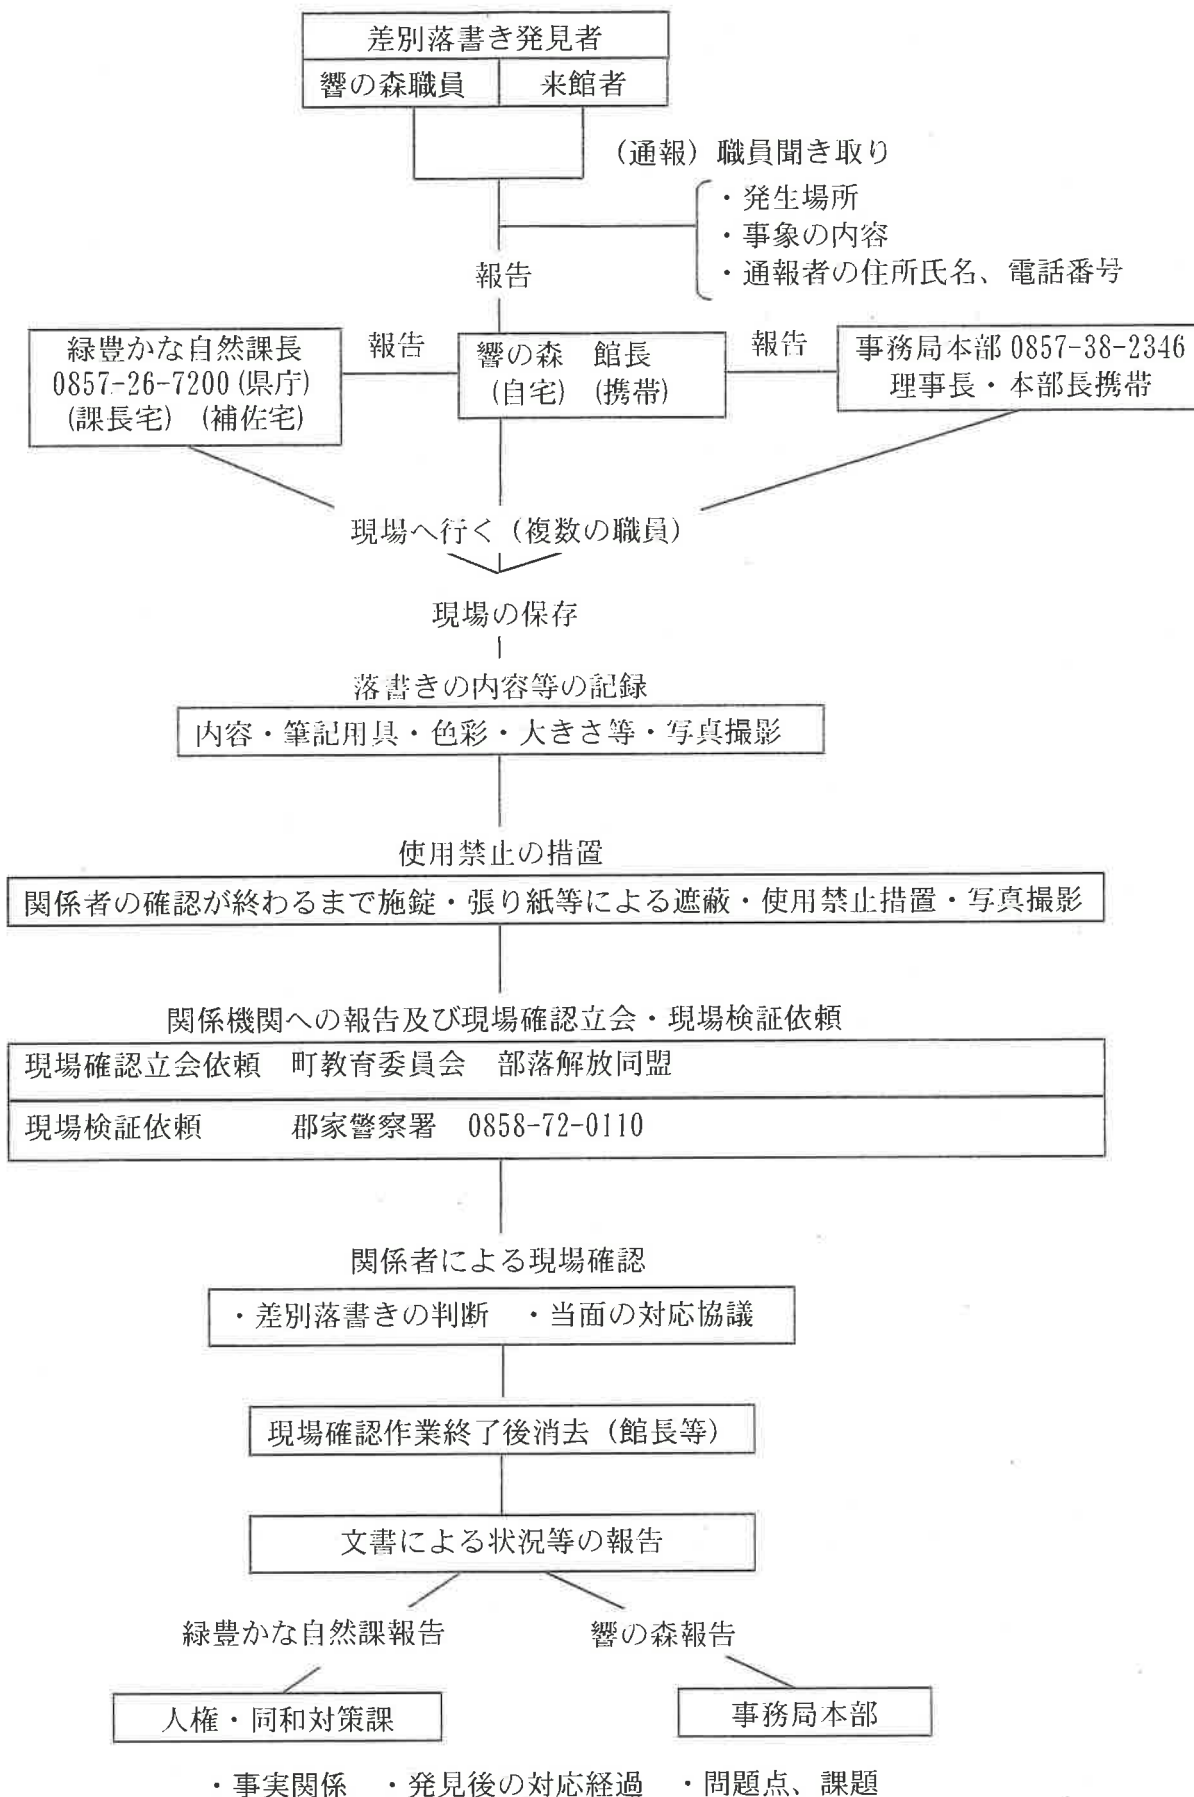 差別落書き発見者
響の森職員 来館者
(通報) 職員聞き取り
・発生場所
・事象の内容
・通報者の住所氏名、電話番号
報告
緑豊かな自然課長
0857-26-7200(県庁)
(課長宅) (補佐宅)
報告
響の森 館長
(自宅) (携帯)
報告
事務局本部 0857-38-2346
理事長・本部長携帯
現場へ行く(複数の職員)
現場の保存
落書きの内容等の記録
内容・筆記用具・色彩・大きさ等・写真撮影
使用禁止の措置
関係者の確認が終わるまで施錠・張り紙等による遮蔽・使用禁止措置・写真撮影
関係機関への報告及び現場確認立会・現場検証依頼
現場確認立会依頼 町教育委員会 部落解放同盟
現場検証依頼 郡家警察署 0858-72-0110
関係者による現場確認
・差別落書きの判断 ・当面の対応協議
現場確認作業終了後消去(館長等)
文書による状況等の報告
緑豊かな自然課報告 響の森報告
人権・同和対策課 事務局本部
・事実関係 ・発見後の対応経過 ・問題点、課題